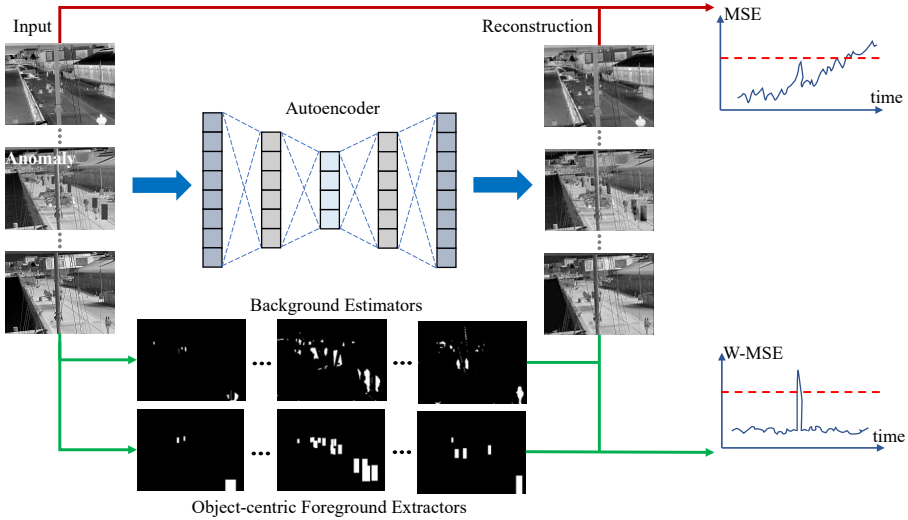 Input
Reconstruction
MSE
time
Autoencoder
Anomaly
Background Estimators
W-MSE
time
Object-centric Foreground Extractors